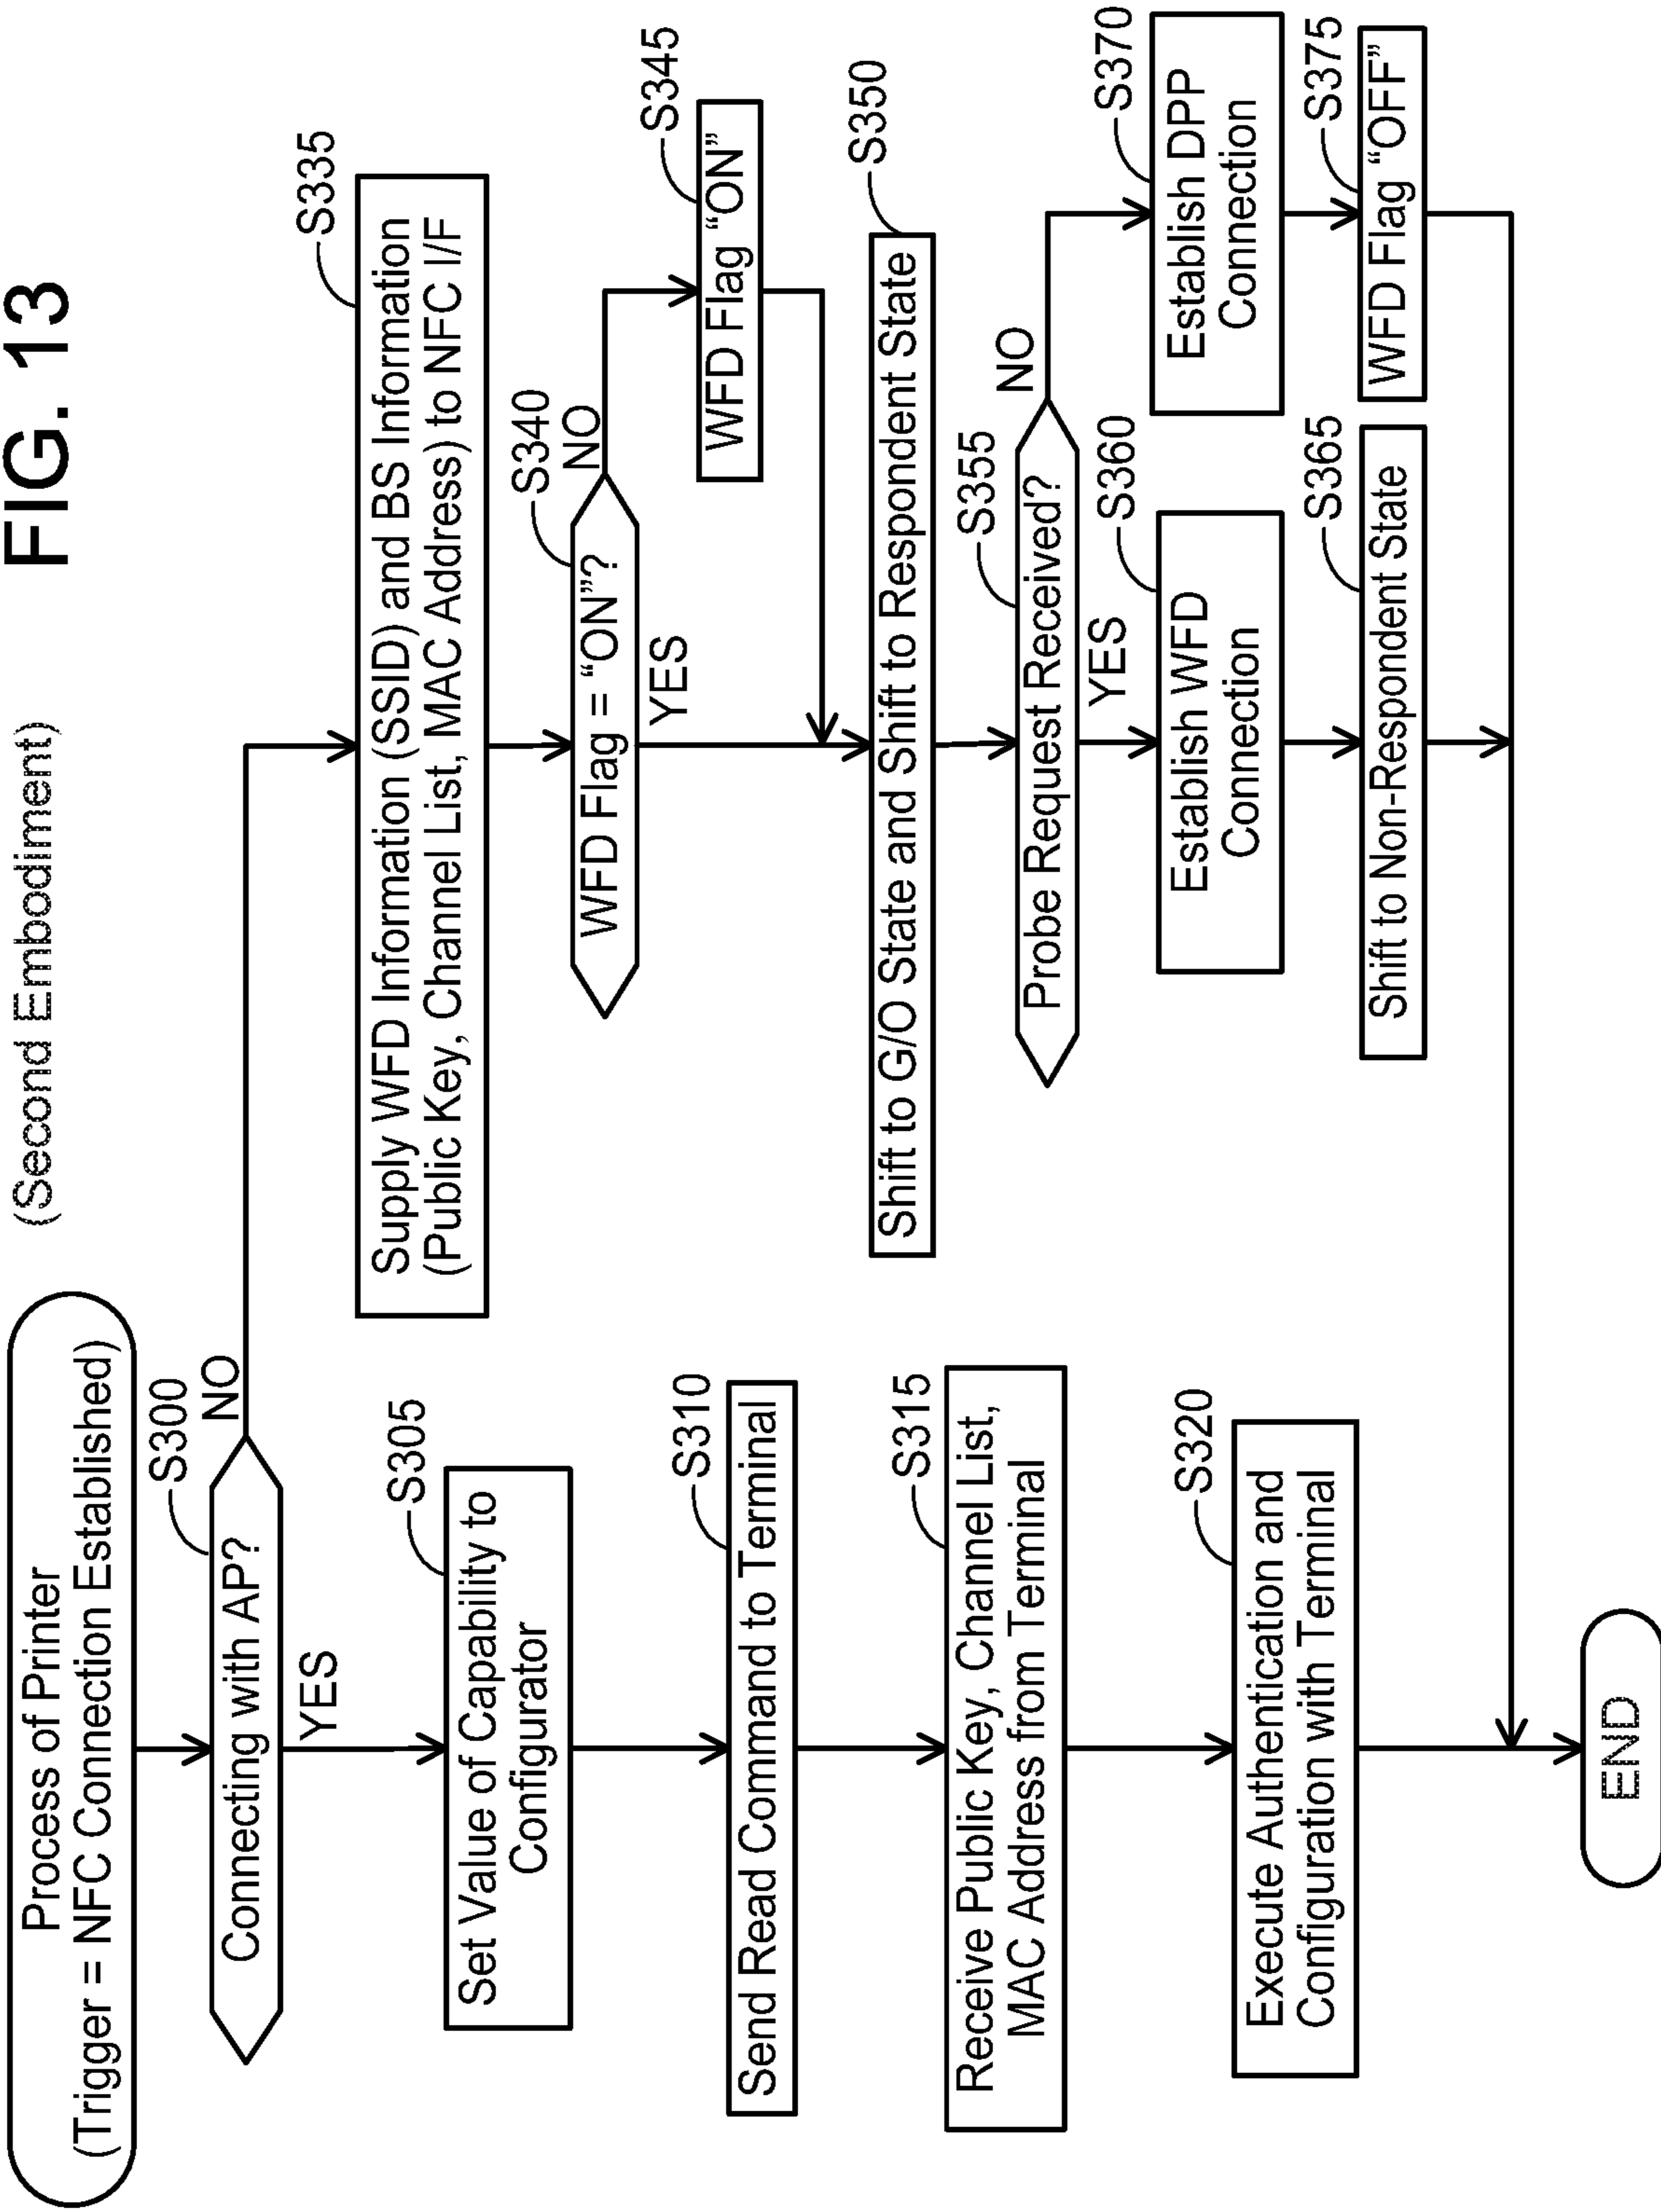 FIG. 13
(Second Embodiment)
Process of Printer
(Trigger = NFC Connection Established)
S300
Connecting with AP?
NO
YES
S305
Set Value of Capability to
Configurator
S310
Send Read Command to Terminal
S315
Receive Public Key, Channel List,
MAC Address from Terminal
S320
Execute Authentication and
Configuration with Terminal
S335
Supply WFD Information (SSID) and BS Information
(Public Key, Channel List, MAC Address) to NFC I/F
S340
WFD Flag = “ON”?
NO
YES
S345
WFD Flag “ON”
S350
Shift to G/O State and Shift to Respondent State
S355
Probe Request Received?
NO
YES
S360
Establish WFD
Connection
S365
Shift to Non-Respondent State
S370
Establish DPP
Connection
S375
WFD Flag “OFF”
END